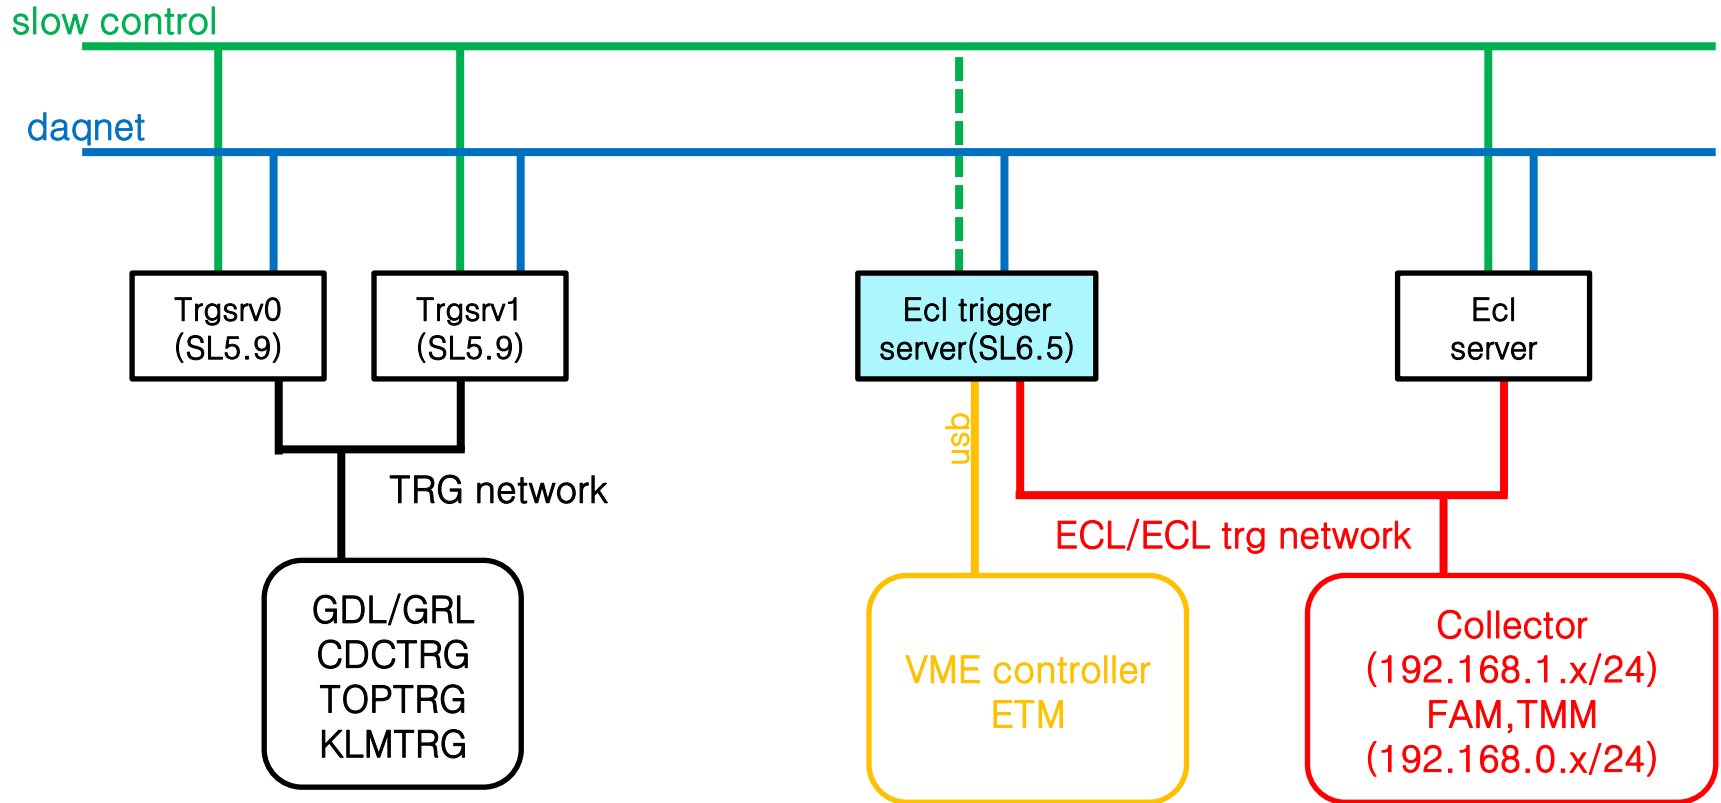 slow control
daqnet
Trgsrv0
(SL5.9)
Trgsrv1
(SL5.9)
Ecl trigger
server(SL6.5)
Ecl
server
usb
TRG network
ECL/ECL trg network
GDL/GRL
CDCTRG
TOPTRG
KLMTRG
VME controller
ETM
Collector
(192.168.1.x/24)
FAM,TMM
(192.168.0.x/24)